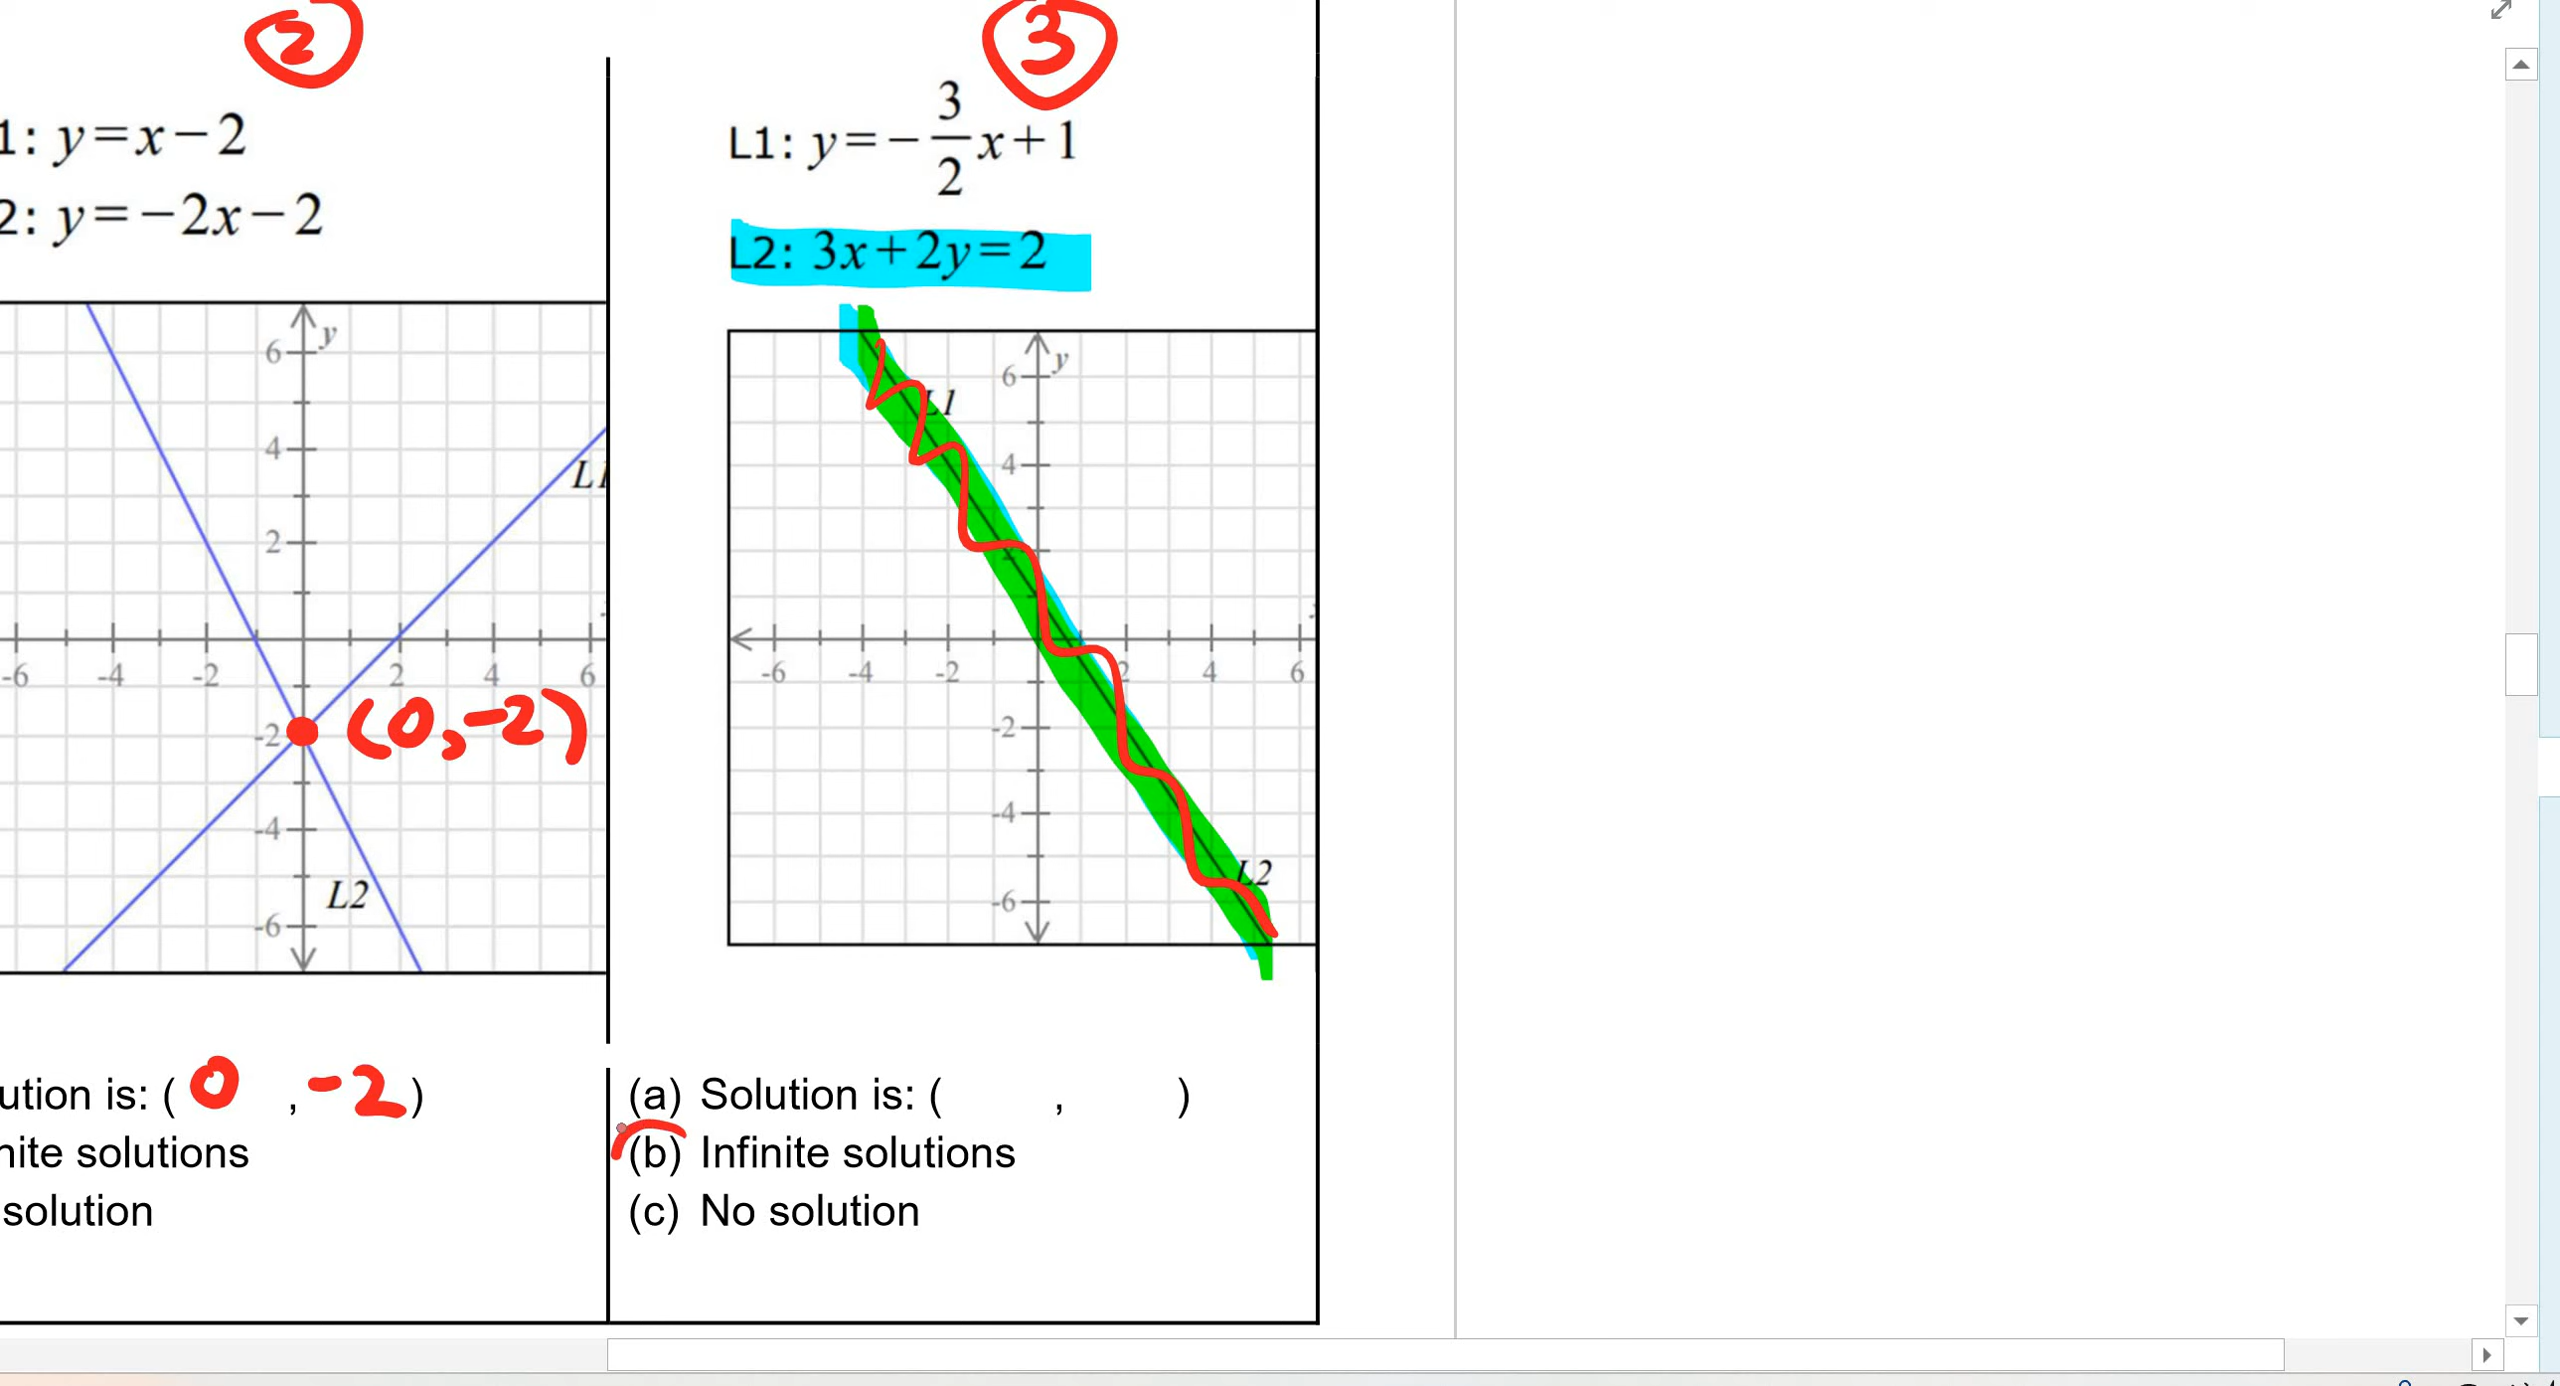 ②
1: y=x−2
2: y=−2x−2
y
6
4
2
-6 -4 -2 2 4 6
-2
-4
-6
L1
L2
(0,-2)
ution is: ( 0 , -2 )
nite solutions
solution
③
L1: y=−3/2x+1
L2: 3x+2y=2
y
6
4
-6 -4 -2 2 4 6
-2
-4
-6
L1
L2
(a) Solution is: ( , )
(b) Infinite solutions
(c) No solution